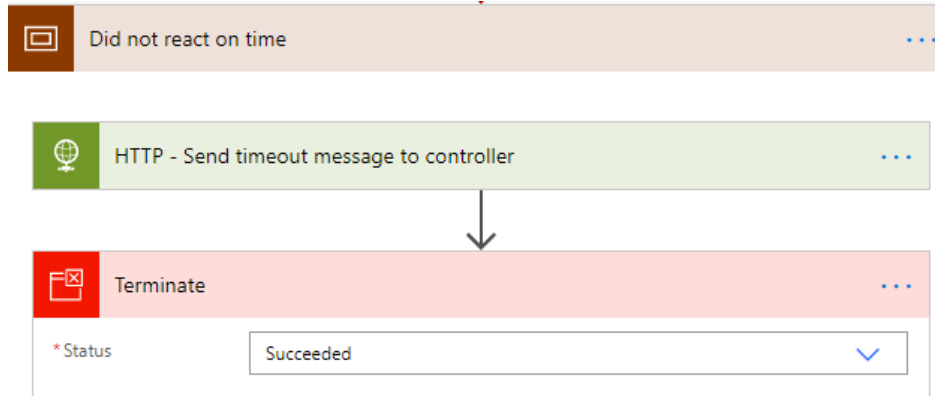 Did not react on time
HTTP - Send timeout message to controller
Terminate
* Status
Succeeded